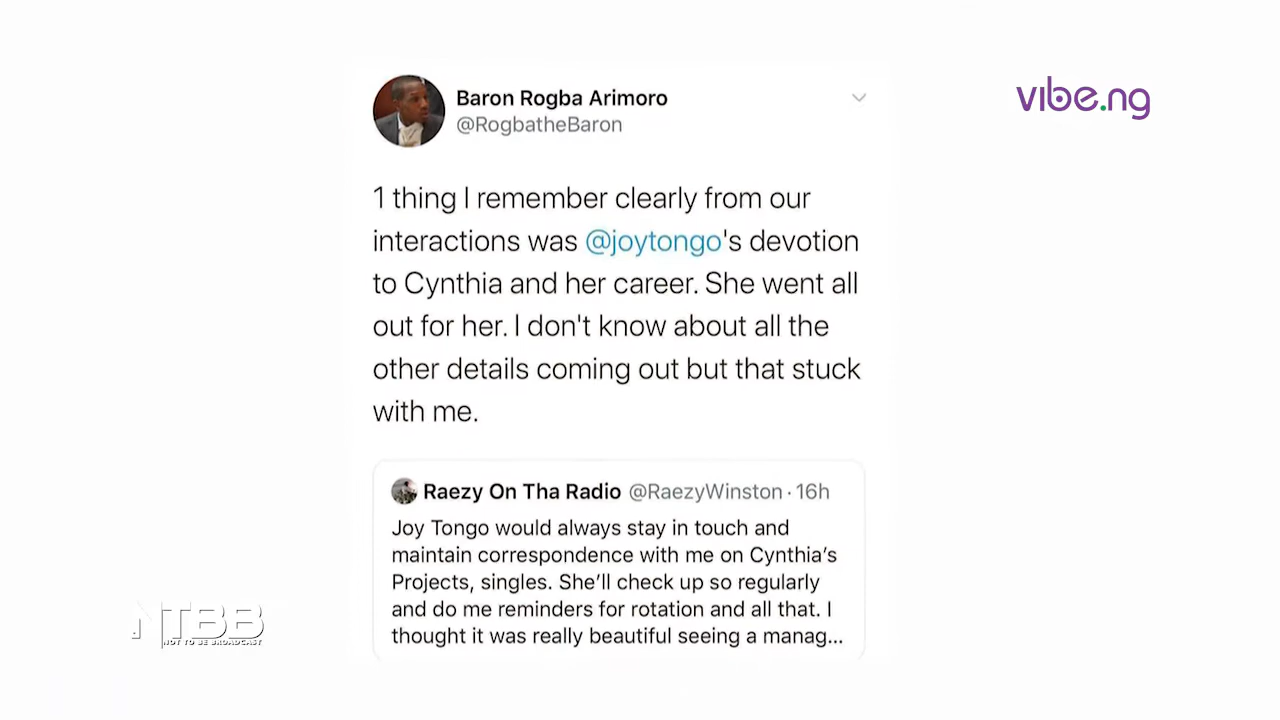 Baron Rogba Arimoro
@RogbatheBaron
vibe.ng
1 thing I remember clearly from our
interactions was @joytongo's devotion
to Cynthia and her career. She went all
out for her. I don't know about all the
other details coming out but that stuck
with me.
Raezy On Tha Radio @RaezyWinston · 16h
Joy Tongo would always stay in touch and
maintain correspondence with me on Cynthia’s
Projects, singles. She’ll check up so regularly
and do me reminders for rotation and all that. I
thought it was really beautiful seeing a manag...
NTBB
NOT TO BE BROADCAST